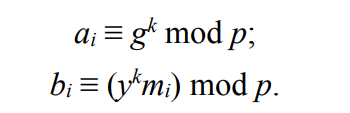 aᵢ ≡ gᵏ mod p;
bᵢ ≡ (yᵏmᵢ) mod p.